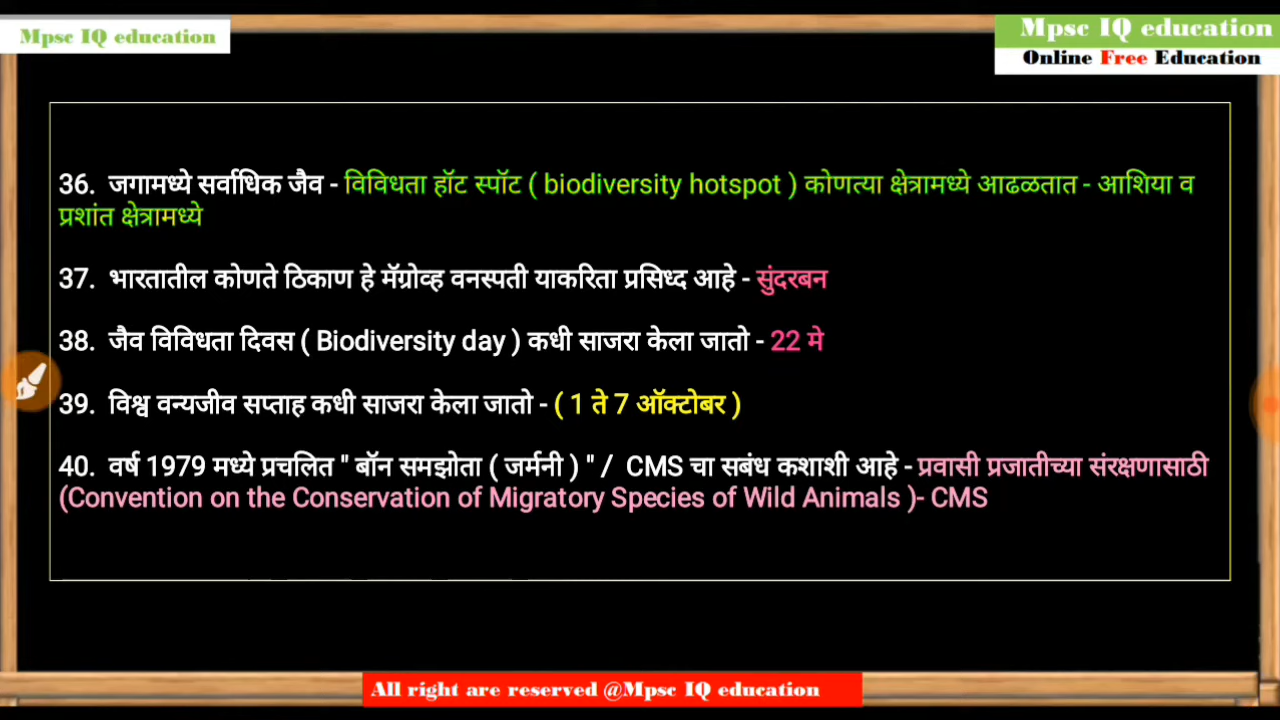 Mpsc IQ education
Mpsc IQ education
Online Free Education
36. जगामध्ये सर्वाधिक जैव - विविधता हॉट स्पॉट ( biodiversity hotspot ) कोणत्या क्षेत्रामध्ये आढळतात - आशिया व
प्रशांत क्षेत्रामध्ये
37. भारतातील कोणते ठिकाण हे मॅग्रोव्ह वनस्पती याकरिता प्रसिध्द आहे - सुंदरबन
38. जैव विविधता दिवस ( Biodiversity day ) कधी साजरा केला जातो - 22 मे
39. विश्व वन्यजीव सप्ताह कधी साजरा केला जातो - ( 1 ते 7 ऑक्टोबर )
40. वर्ष 1979 मध्ये प्रचलित " बॉन समझोता ( जर्मनी ) " / CMS चा सबंध कशाशी आहे - प्रवासी प्रजातीच्या संरक्षणासाठी
(Convention on the Conservation of Migratory Species of Wild Animals )- CMS
All right are reserved @Mpsc IQ education